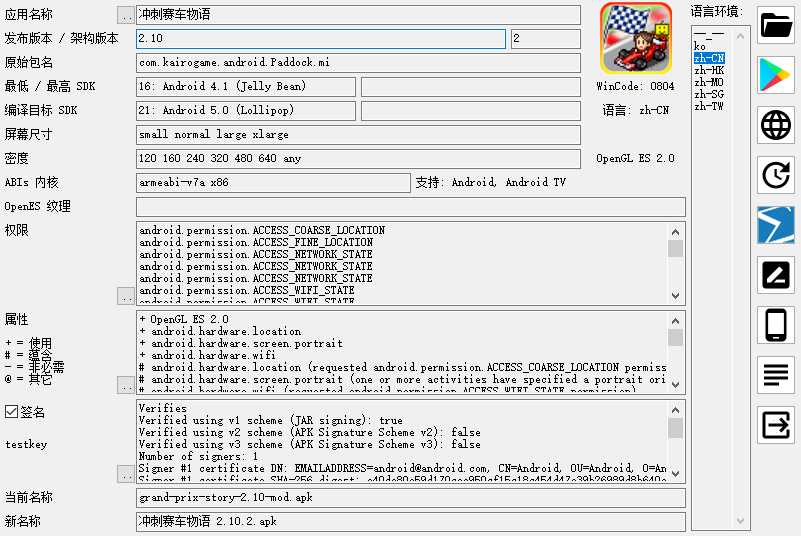 应用名称
..
冲刺赛车物语
发布版本 / 架构版本
2.10
2
原始包名
com.kairogame.android.Paddock.mi
最低 / 最高 SDK
16: Android 4.1 (Jelly Bean)
WinCode: 0804
编译目标 SDK
21: Android 5.0 (Lollipop)
语言: zh-CN
屏幕尺寸
small normal large xlarge
密度
120 160 240 320 480 640 any
OpenGL ES 2.0
ABIs 内核
armeabi-v7a x86
支持: Android, Android TV
OpenES 纹理
权限
android.permission.ACCESS_COARSE_LOCATION
android.permission.ACCESS_FINE_LOCATION
android.permission.ACCESS_NETWORK_STATE
android.permission.ACCESS_NETWORK_STATE
android.permission.ACCESS_NETWORK_STATE
android.permission.ACCESS_WIFI_STATE
android.permission.ACCESS_WIFI_STATE
..
属性
+ = 使用
# = 蕴含
- = 非必需
@ = 其它
..
+ OpenGL ES 2.0
+ android.hardware.location
+ android.hardware.screen.portrait
+ android.hardware.wifi
# android.hardware.location (requested android.permission.ACCESS_COARSE_LOCATION permiss
# android.hardware.screen.portrait (one or more activities have specified a portrait ori
# android.hardware.wifi (requested android.permission.ACCESS_WIFI_STATE permission)
签名
testkey
..
Verifies
Verified using v1 scheme (JAR signing): true
Verified using v2 scheme (APK Signature Scheme v2): false
Verified using v3 scheme (APK Signature Scheme v3): false
Number of signers: 1
Signer #1 certificate DN: EMAILADDRESS=android@android.com, CN=Android, OU=Android, O=An
Signer #1 certificate SHA-256 digest:
当前名称
grand-prix-story-2.10-mod.apk
新名称
冲刺赛车物语 2.10.2.apk
语言环境:
--_--
ko
zh-CN
zh-HK
zh-MO
zh-SG
zh-TW